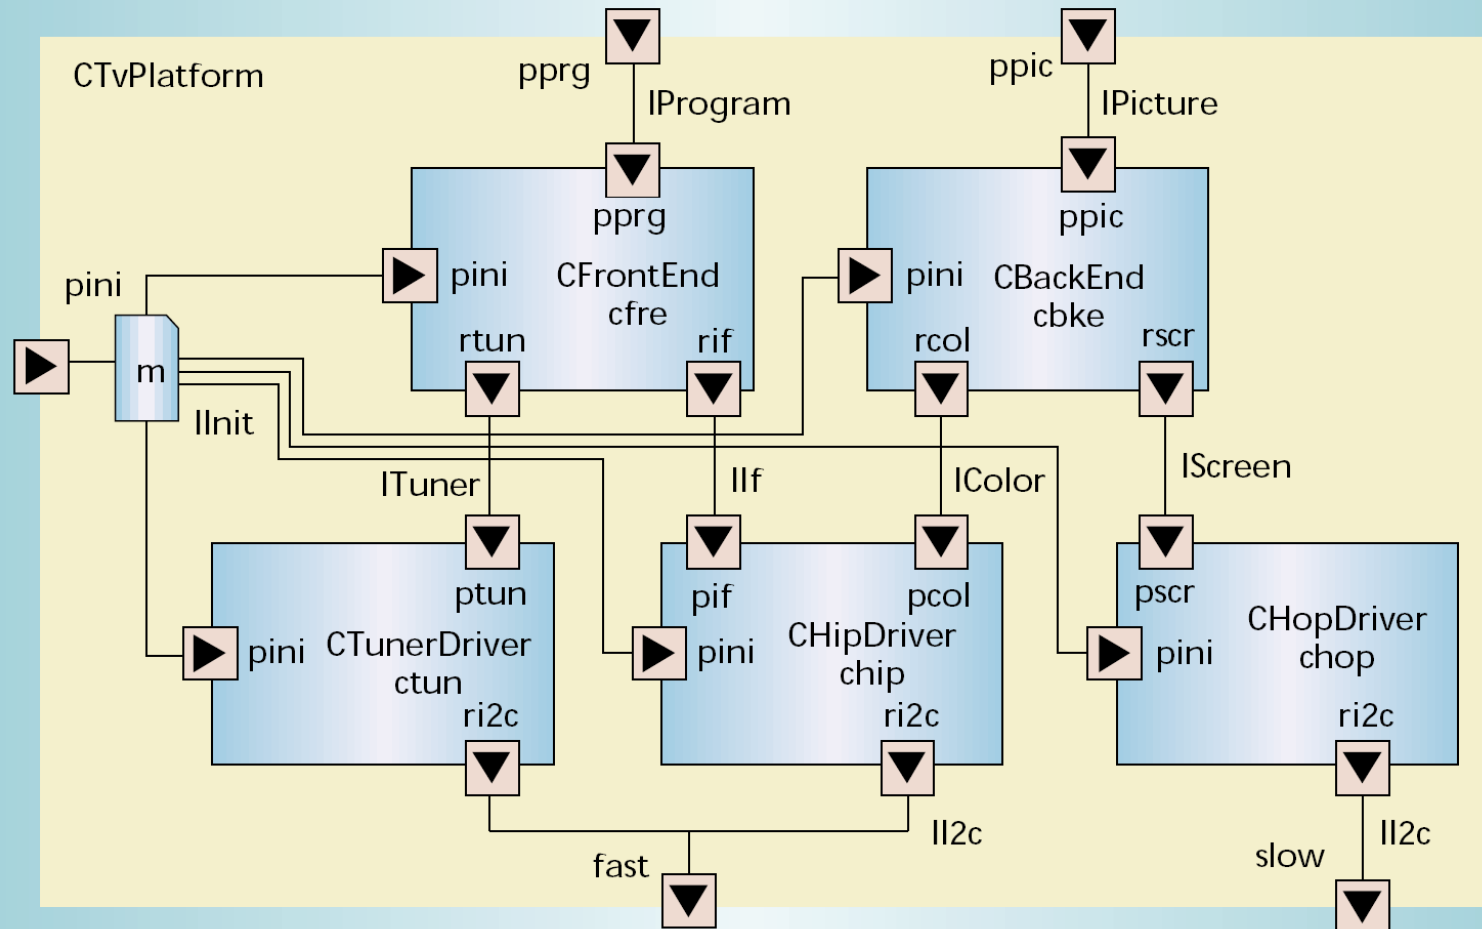 CTvPlatform
pprg
IProgram
ppic
IPicture
pprg
ppic
pini
pini
CFrontEnd
cfre
pini
CBackEnd
cbke
rtun
rif
rcol
rscr
m
IInit
ITuner
IIf
IColor
IScreen
ptun
pif
pcol
pscr
pini
CTunerDriver
ctun
pini
CHipDriver
chip
pini
CHopDriver
chop
ri2c
ri2c
ri2c
fast
II2c
slow
II2c